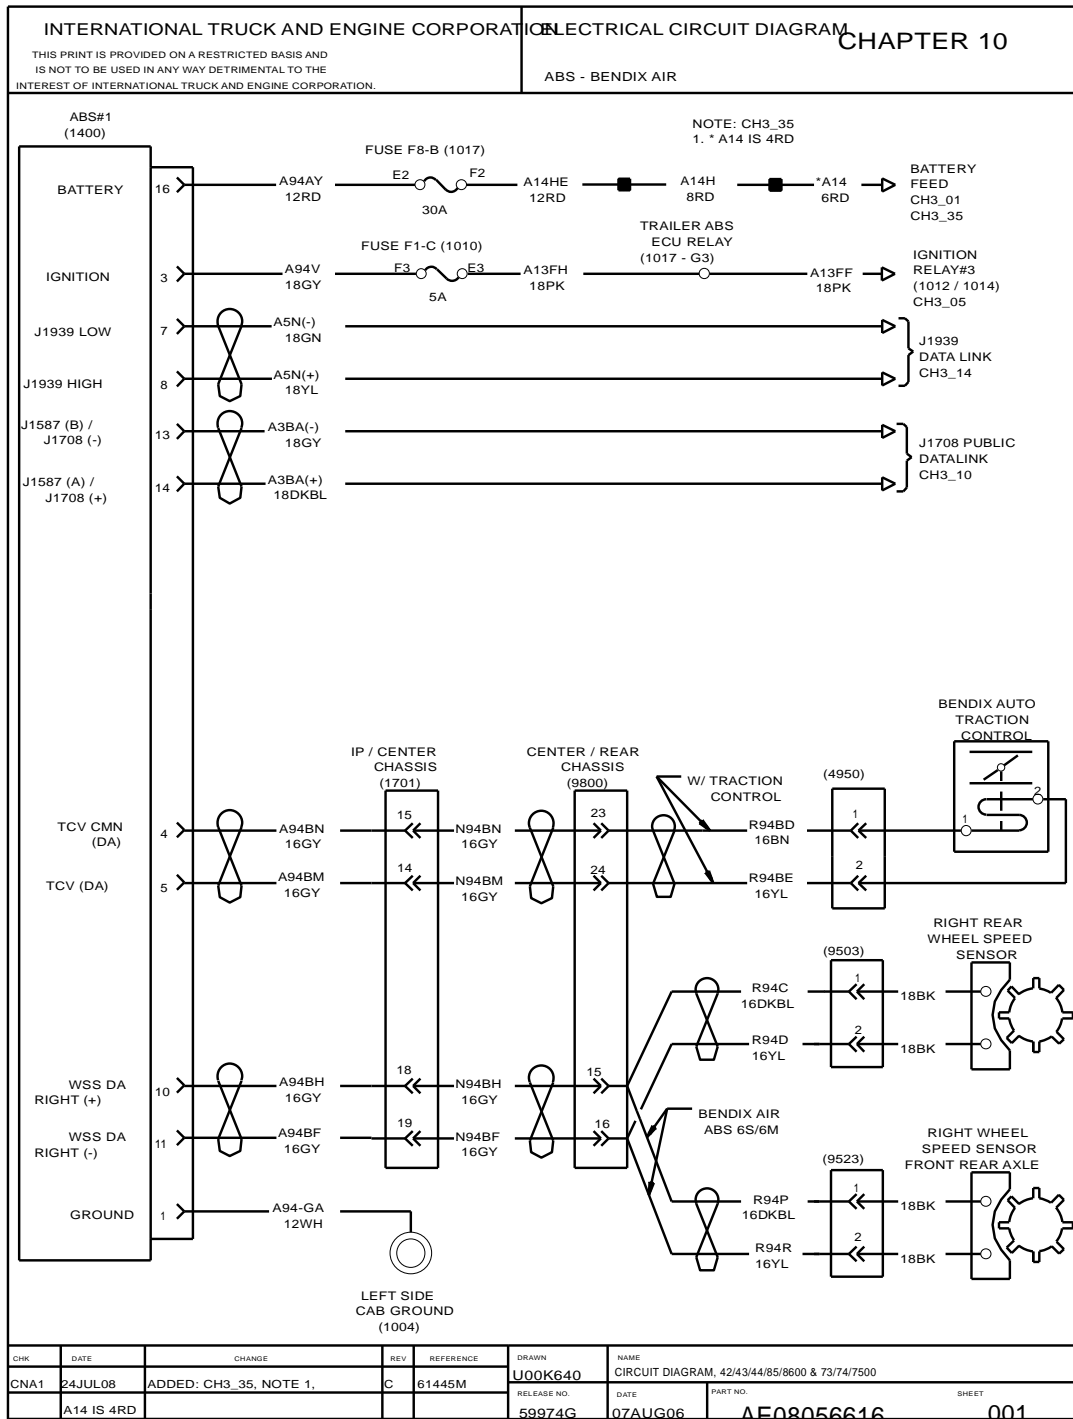 INTERNATIONAL TRUCK AND ENGINE CORPORATION
ELECTRICAL CIRCUIT DIAGRAM
CHAPTER 10
THIS PRINT IS PROVIDED ON A RESTRICTED BASIS AND
IS NOT TO BE USED IN ANY WAY DETRIMENTAL TO THE
INTEREST OF INTERNATIONAL TRUCK AND ENGINE CORPORATION.
ABS - BENDIX AIR
ABS#1
(1400)
NOTE: CH3_35
1. * A14 IS 4RD
BATTERY
16
A94AY
12RD
FUSE F8-B (1017)
E2
F2
30A
A14HE
12RD
A14H
8RD
*A14
6RD
BATTERY
FEED
CH3_01
CH3_35
IGNITION
3
A94V
18GY
FUSE F1-C (1010)
F3
E3
5A
A13FH
18PK
TRAILER ABS
ECU RELAY
(1017 - G3)
A13FF
18PK
IGNITION
RELAY#3
(1012 / 1014)
CH3_05
J1939 LOW
7
A5N(-)
18GN
J1939 HIGH
8
A5N(+)
18YL
J1939
DATA LINK
CH3_14
J1587 (B) /
J1708 (-)
13
A3BA(-)
18GY
J1587 (A) /
J1708 (+)
14
A3BA(+)
18DKBL
J1708 PUBLIC
DATALINK
CH3_10
BENDIX AUTO
TRACTION
CONTROL
IP / CENTER
CHASSIS
(1701)
CENTER / REAR
CHASSIS
(9800)
W/ TRACTION
CONTROL
(4950)
TCV CMN
(DA)
4
A94BN
16GY
15
N94BN
16GY
23
R94BD
16BN
1
1
2
TCV (DA)
5
A94BM
16GY
14
N94BM
16GY
24
R94BE
16YL
2
RIGHT REAR
WHEEL SPEED
SENSOR
(9503)
R94C
16DKBL
1
18BK
R94D
16YL
2
18BK
WSS DA
RIGHT (+)
10
A94BH
16GY
18
N94BH
16GY
15
WSS DA
RIGHT (-)
11
A94BF
16GY
19
N94BF
16GY
16
BENDIX AIR
ABS 6S/6M
RIGHT WHEEL
SPEED SENSOR
FRONT REAR AXLE
(9523)
R94P
16DKBL
1
18BK
R94R
16YL
2
18BK
GROUND
1
A94-GA
12WH
LEFT SIDE
CAB GROUND
(1004)
CHK DATE CHANGE REV REFERENCE
CNA1 24JUL08 ADDED: CH3_35, NOTE 1, C 61445M
A14 IS 4RD
DRAWN
U00K640
NAME
CIRCUIT DIAGRAM, 42/43/44/85/8600 & 73/74/7500
RELEASE NO.
59974G
DATE
07AUG06
PART NO.
AE08056616
SHEET
001